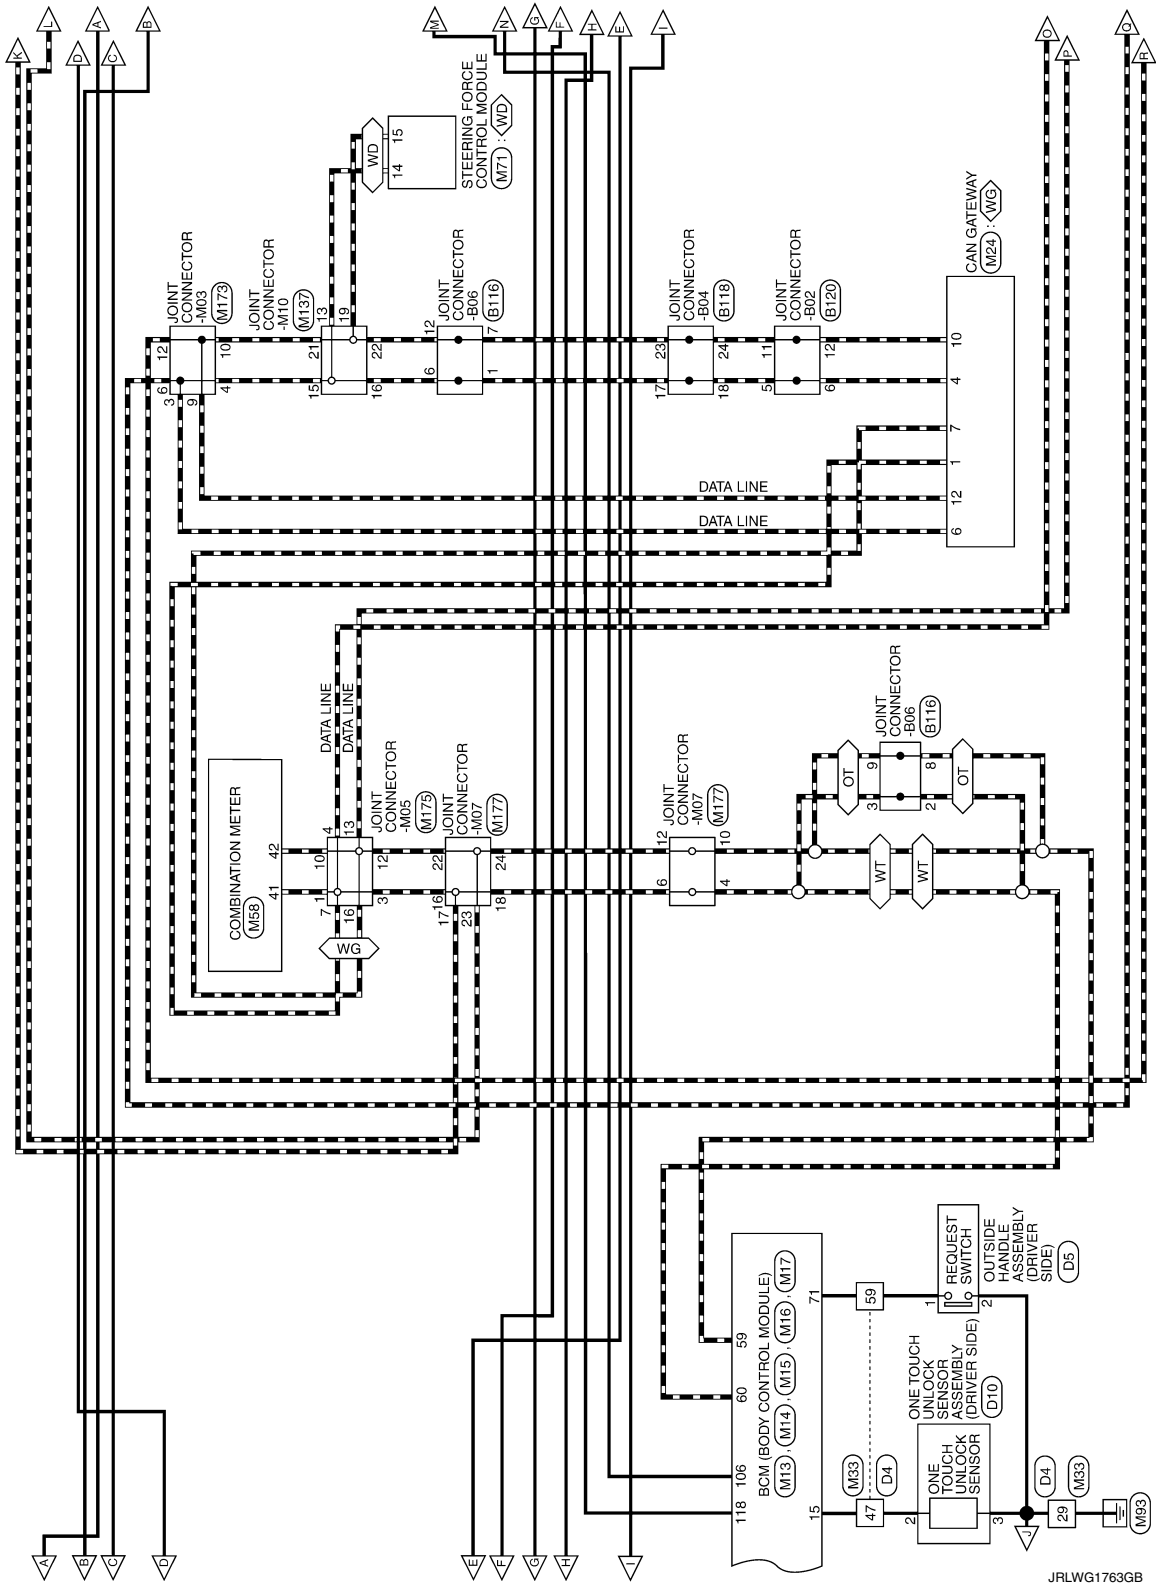 K
L
D
A
C
B
M
N
G
F
H
E
I
O
P
Q
R
STEERING FORCE
CONTROL MODULE
M71 : WD
WD
14
15
JOINT
CONNECTOR
-M03
M173
12
6
3
9
10
4
JOINT
CONNECTOR
-M10
M137
13
19
21
15
22
16
JOINT
CONNECTOR
-B06
B116
12
6
7
1
JOINT
CONNECTOR
-B04
B118
23
17
24
18
JOINT
CONNECTOR
-B02
B120
11
5
12
6
CAN GATEWAY
M24 : WG
10
4
7
1
12
6
DATA LINE
DATA LINE
DATA LINE
DATA LINE
COMBINATION METER
M58
42
41
JOINT
CONNECTOR
-M05
M175
4
13
10
1
7
16
12
3
WG
JOINT
CONNECTOR
-M07
M177
22
16
17
23
24
18
JOINT
CONNECTOR
-M07
M177
12
6
10
4
JOINT
CONNECTOR
-B06
B116
OT
9
3
8
2
OT
WT
WT
BCM (BODY CONTROL MODULE)
M13 , M14 , M15 , M16 , M17
59
60
106
118
71
15
59
M33
D4
47
1
REQUEST
SWITCH
2
OUTSIDE
HANDLE
ASSEMBLY
(DRIVER
SIDE)
D5
ONE TOUCH
UNLOCK
SENSOR
ASSEMBLY
(DRIVER SIDE)
D10
2
ONE
TOUCH
UNLOCK
SENSOR
3
J
D4
M33
29
M93
A
B
C
D
E
F
G
H
I
JRLWG1763GB